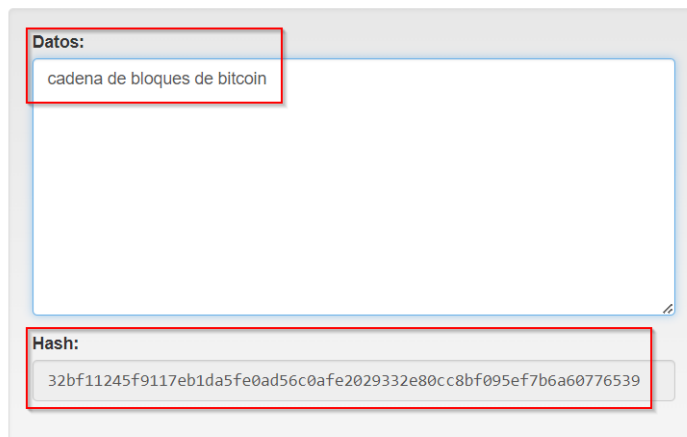 Datos:
cadena de bloques de bitcoin
Hash:
32bf11245f9117eb1da5fe0ad56c0afe2029332e80cc8bf095ef7b6a60776539